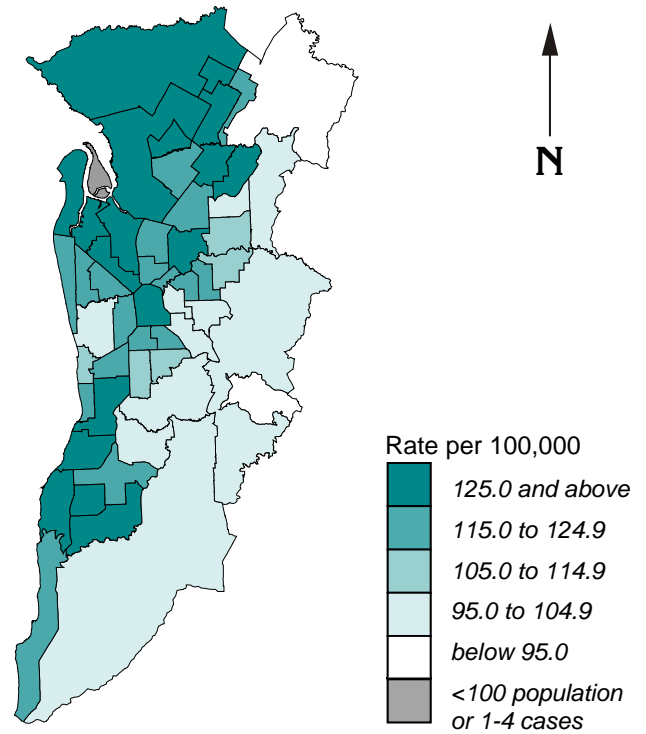 N
Rate per 100,000
125.0 and above
115.0 to 124.9
105.0 to 114.9
95.0 to 104.9
below 95.0
<100 population
or 1-4 cases